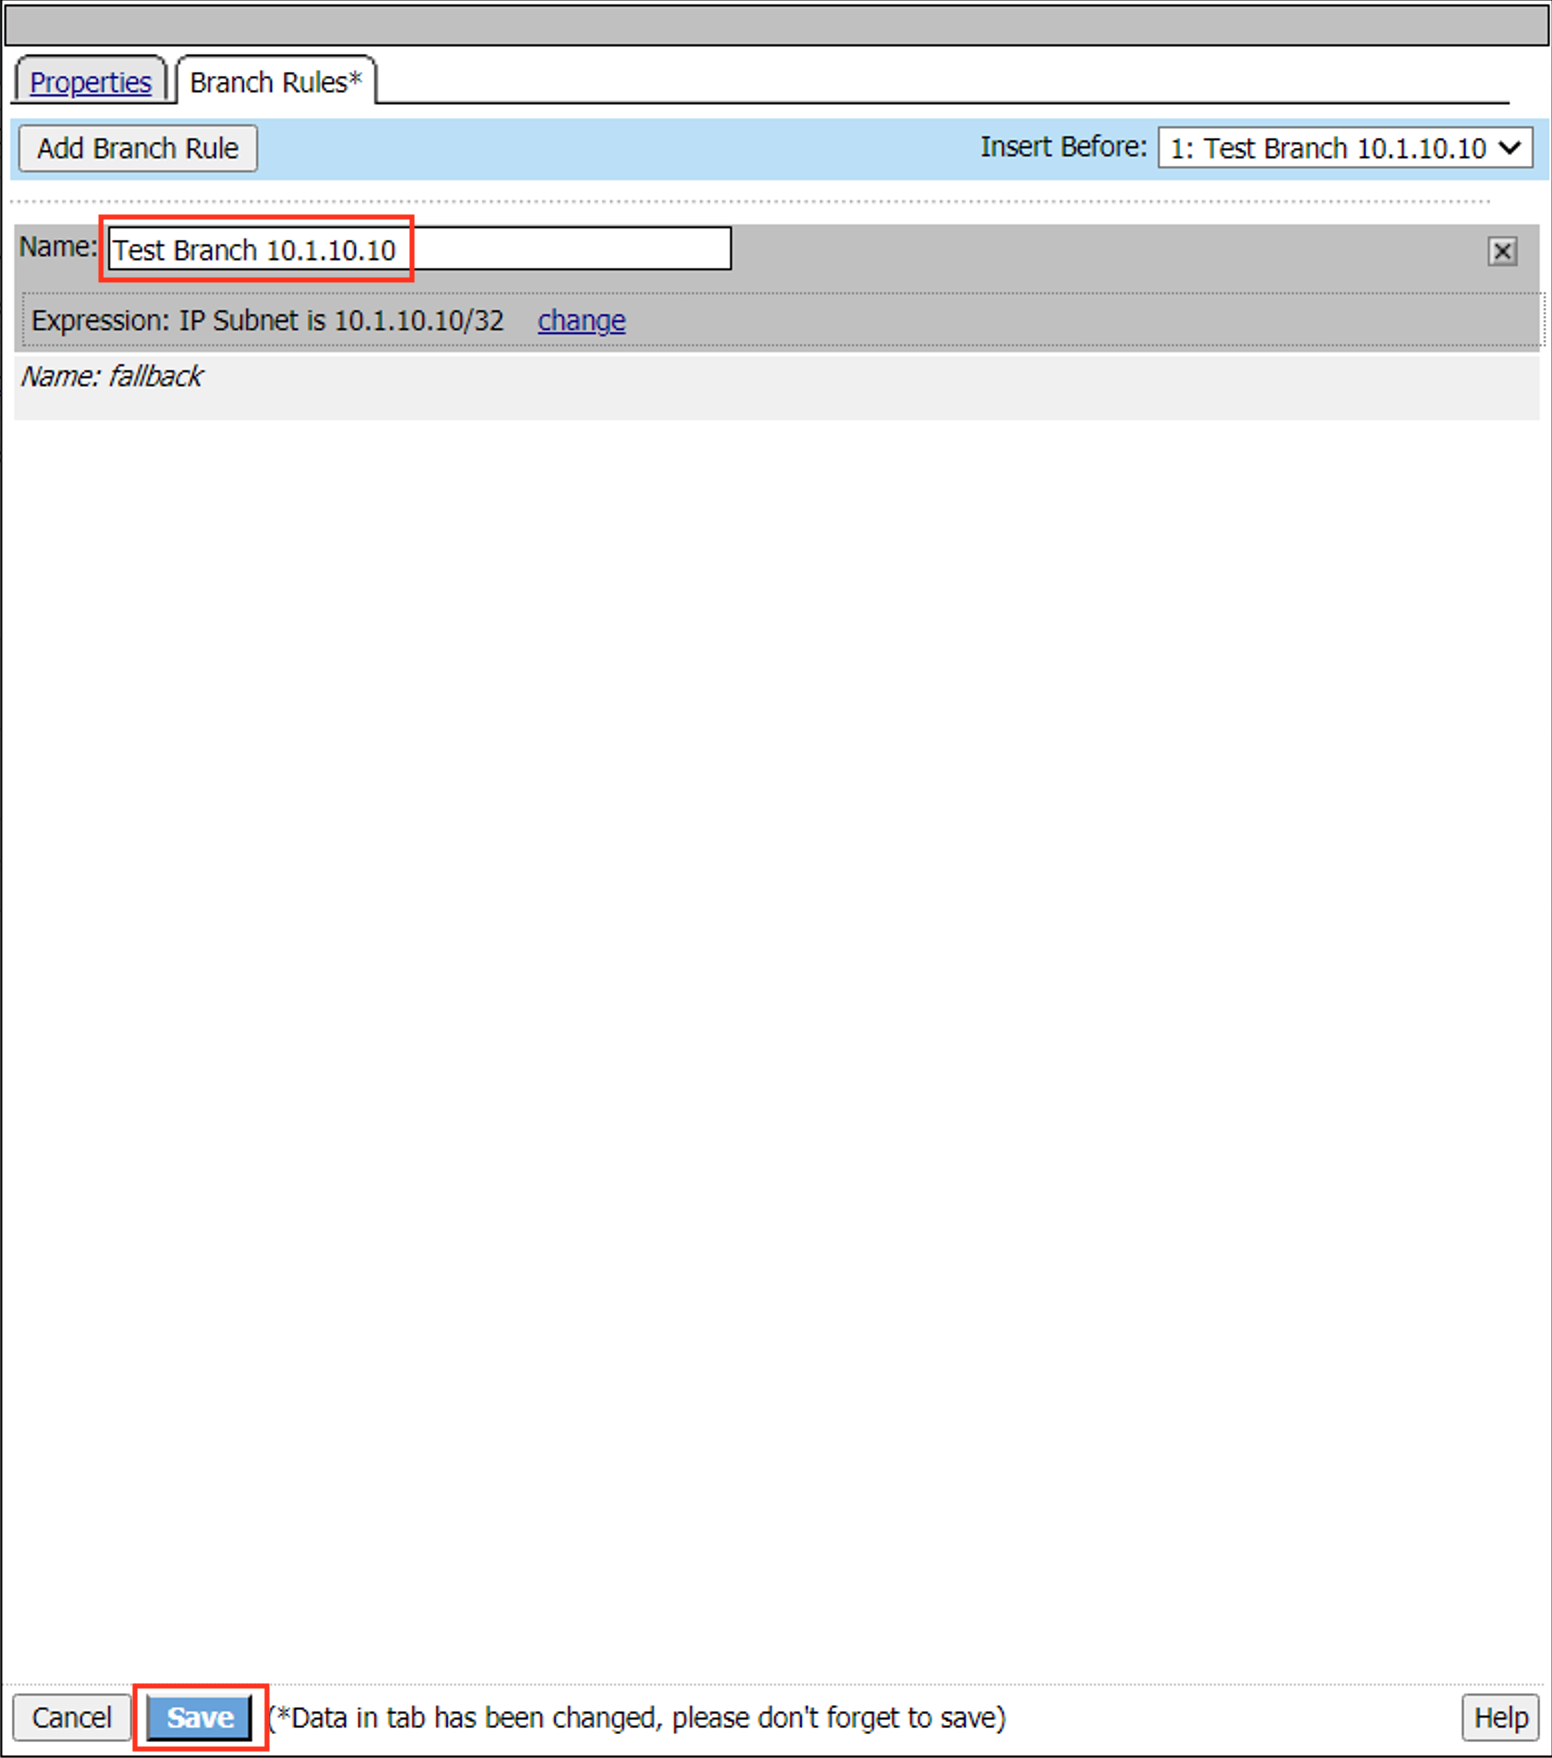 Properties Branch Rules*
Add Branch Rule Insert Before: 1: Test Branch 10.1.10.10
Name: Test Branch 10.1.10.10
Expression: IP Subnet is 10.1.10.10/32 change
Name: fallback
Cancel Save (*Data in tab has been changed, please don't forget to save) Help